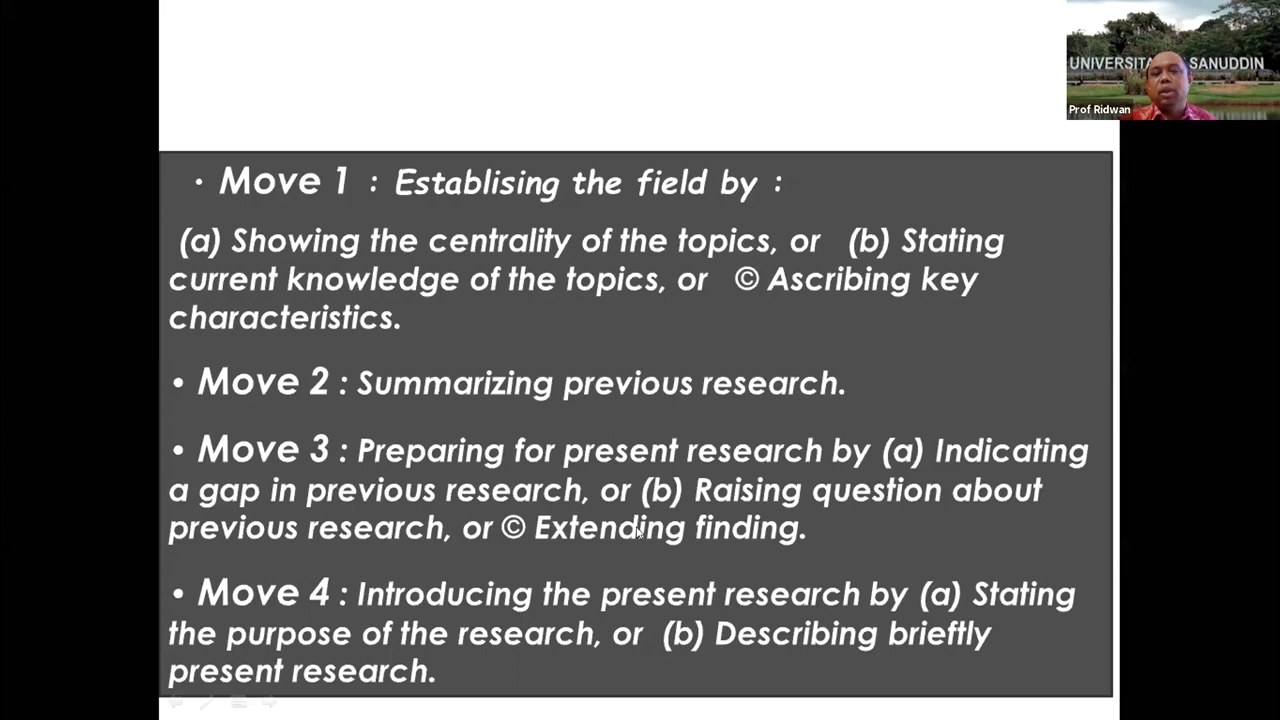 UNIVERSITA SANUDDIN
Prof Ridwan
• Move 1 : Establising the field by :
(a) Showing the centrality of the topics, or (b) Stating
current knowledge of the topics, or © Ascribing key
characteristics.
• Move 2 : Summarizing previous research.
• Move 3 : Preparing for present research by (a) Indicating
a gap in previous research, or (b) Raising question about
previous research, or © Extending finding.
• Move 4 : Introducing the present research by (a) Stating
the purpose of the research, or (b) Describing brieftly
present research.